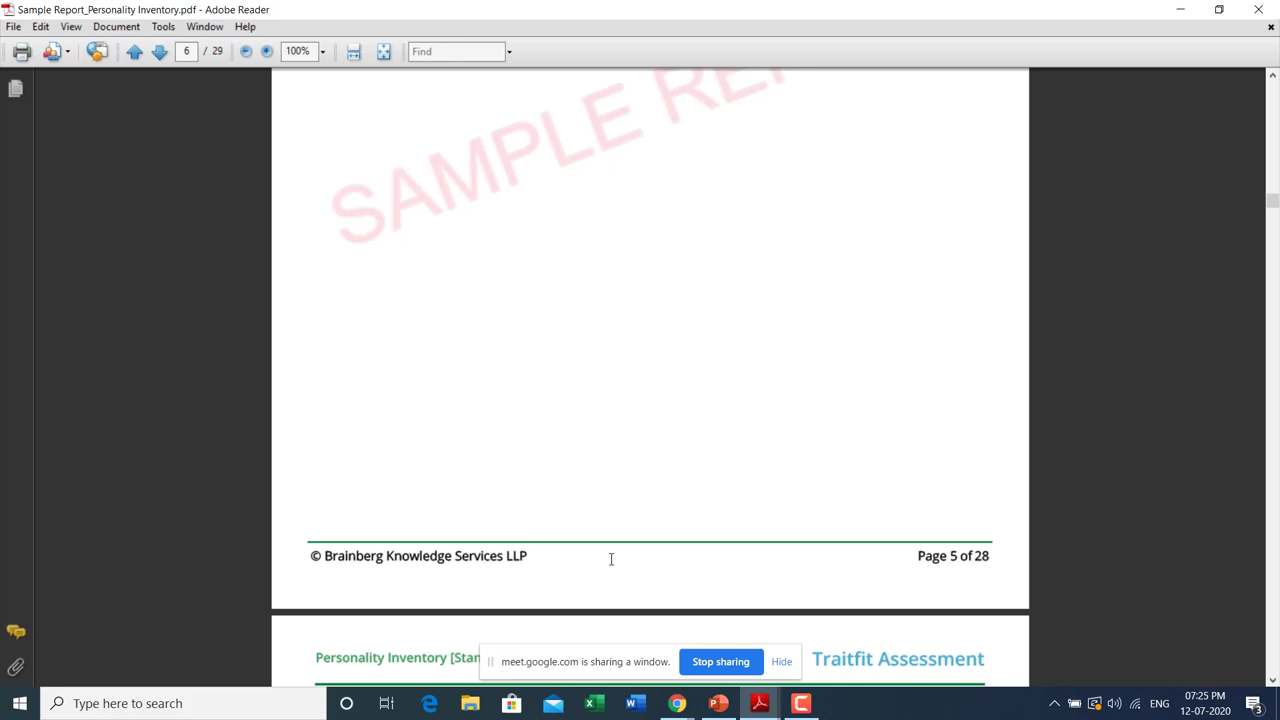 Sample Report_Personality Inventory.pdf - Adobe Reader
File Edit View Document Tools Window Help
6 / 29 100% Find
SAMPLE RE
© Brainberg Knowledge Services LLP Page 5 of 28
Personality Inventory [Stan Traitfit Assessment
meet.google.com is sharing a window. Stop sharing Hide
Type here to search
ENG 07:25 PM
12-07-2020
3